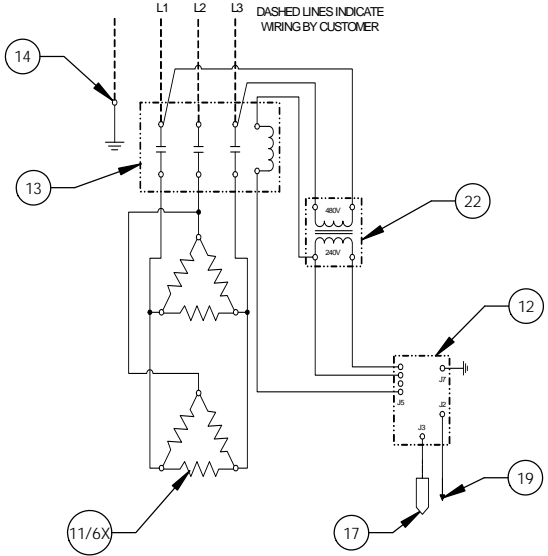 L1 L2 L3 DASHED LINES INDICATE
WIRING BY CUSTOMER
14
13
22
480V
240V
12
J7
J5
J2
J3
19
11/6X
17